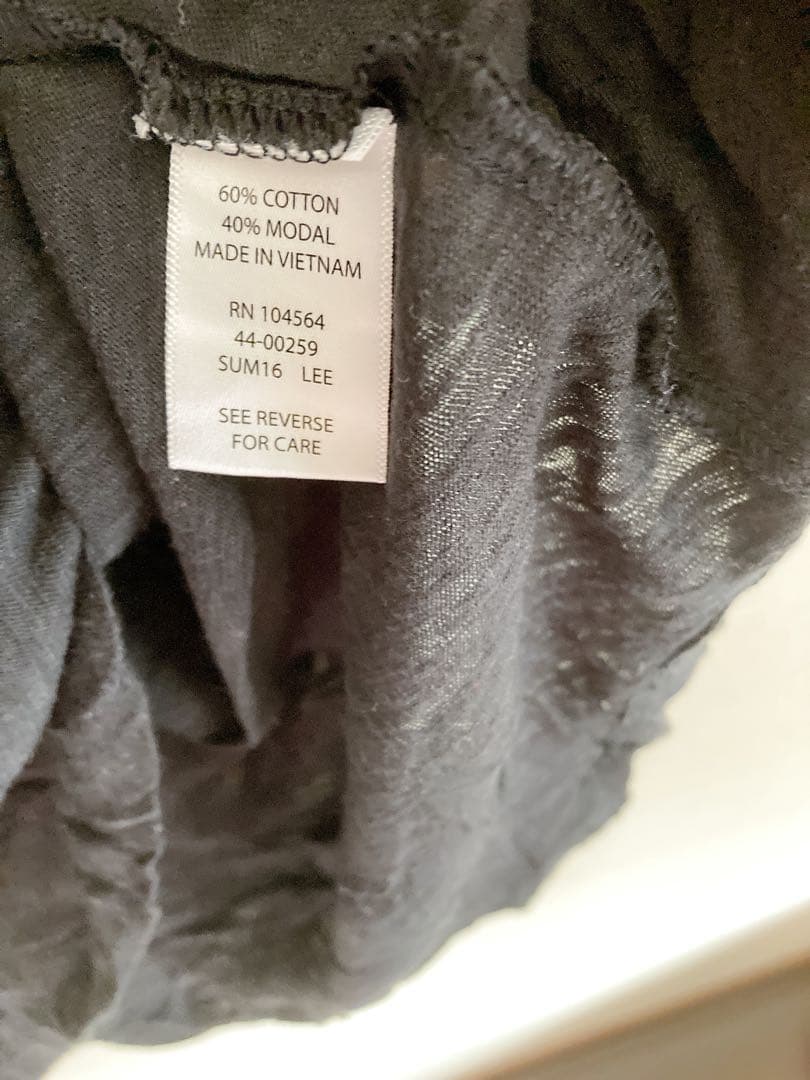 60% COTTON
40% MODAL
MADE IN VIETNAM
RN 104564
44-00259
SUM16 LEE
SEE REVERSE
FOR CARE